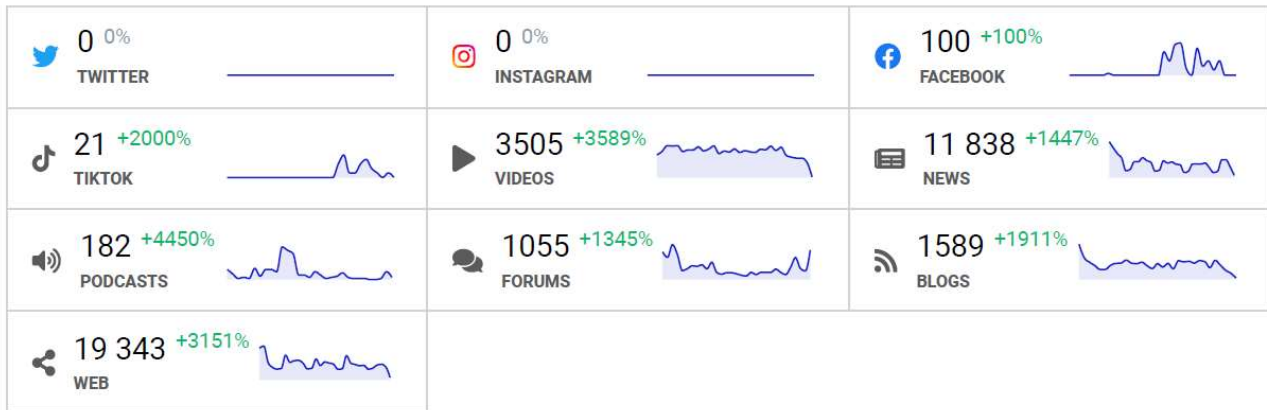 0 0%
TWITTER
0 0%
INSTAGRAM
100 +100%
FACEBOOK
21 +2000%
TIKTOK
3505 +3589%
VIDEOS
11 838 +1447%
NEWS
182 +4450%
PODCASTS
1055 +1345%
FORUMS
1589 +1911%
BLOGS
19 343 +3151%
WEB